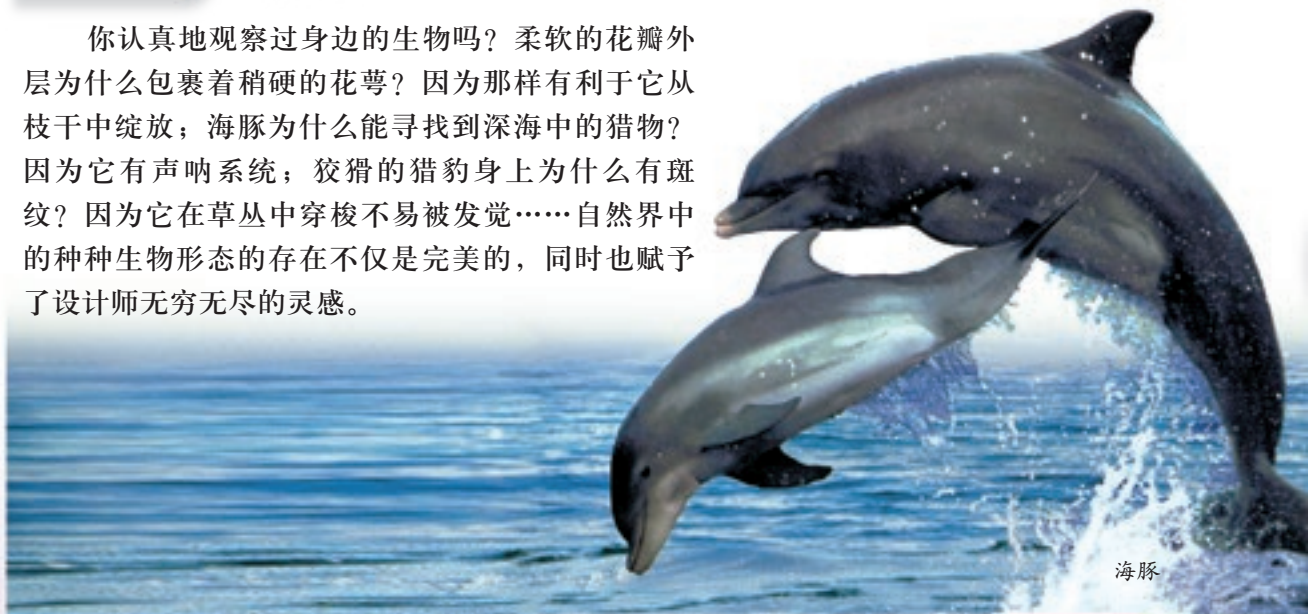 你认真地观察过身边的生物吗？柔软的花瓣外
层为什么包裹着稍硬的花萼？因为那样有利于它从
枝干中绽放；海豚为什么能寻找到深海中的猎物？
因为它有声呐系统；狡猾的猎豹身上为什么有斑
纹？因为它在草丛中穿梭不易被发觉……自然界中
的种种生物形态的存在不仅是完美的，同时也赋予
了设计师无穷无尽的灵感。
海豚